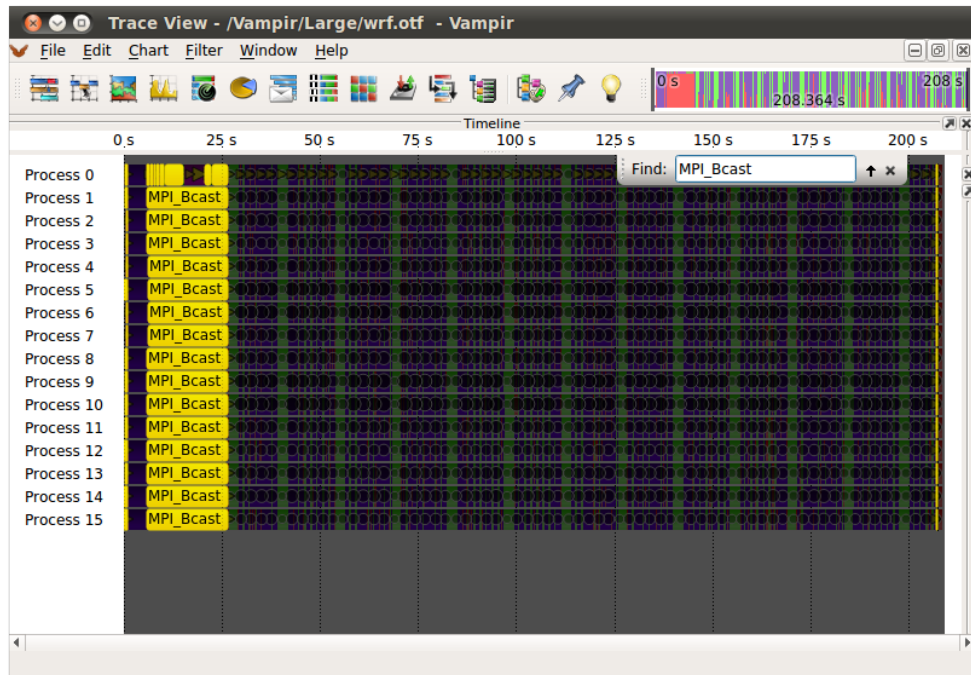 Trace View - /Vampir/Large/wrf.otf - Vampir
File Edit Chart Filter Window Help
0 s 208 s
208.364 s
Timeline
0 s 25 s 50 s 75 s 100 s 125 s 150 s 175 s 200 s
Find: MPI_Bcast
Process 0
Process 1 MPI_Bcast
Process 2 MPI_Bcast
Process 3 MPI_Bcast
Process 4 MPI_Bcast
Process 5 MPI_Bcast
Process 6 MPI_Bcast
Process 7 MPI_Bcast
Process 8 MPI_Bcast
Process 9 MPI_Bcast
Process 10 MPI_Bcast
Process 11 MPI_Bcast
Process 12 MPI_Bcast
Process 13 MPI_Bcast
Process 14 MPI_Bcast
Process 15 MPI_Bcast